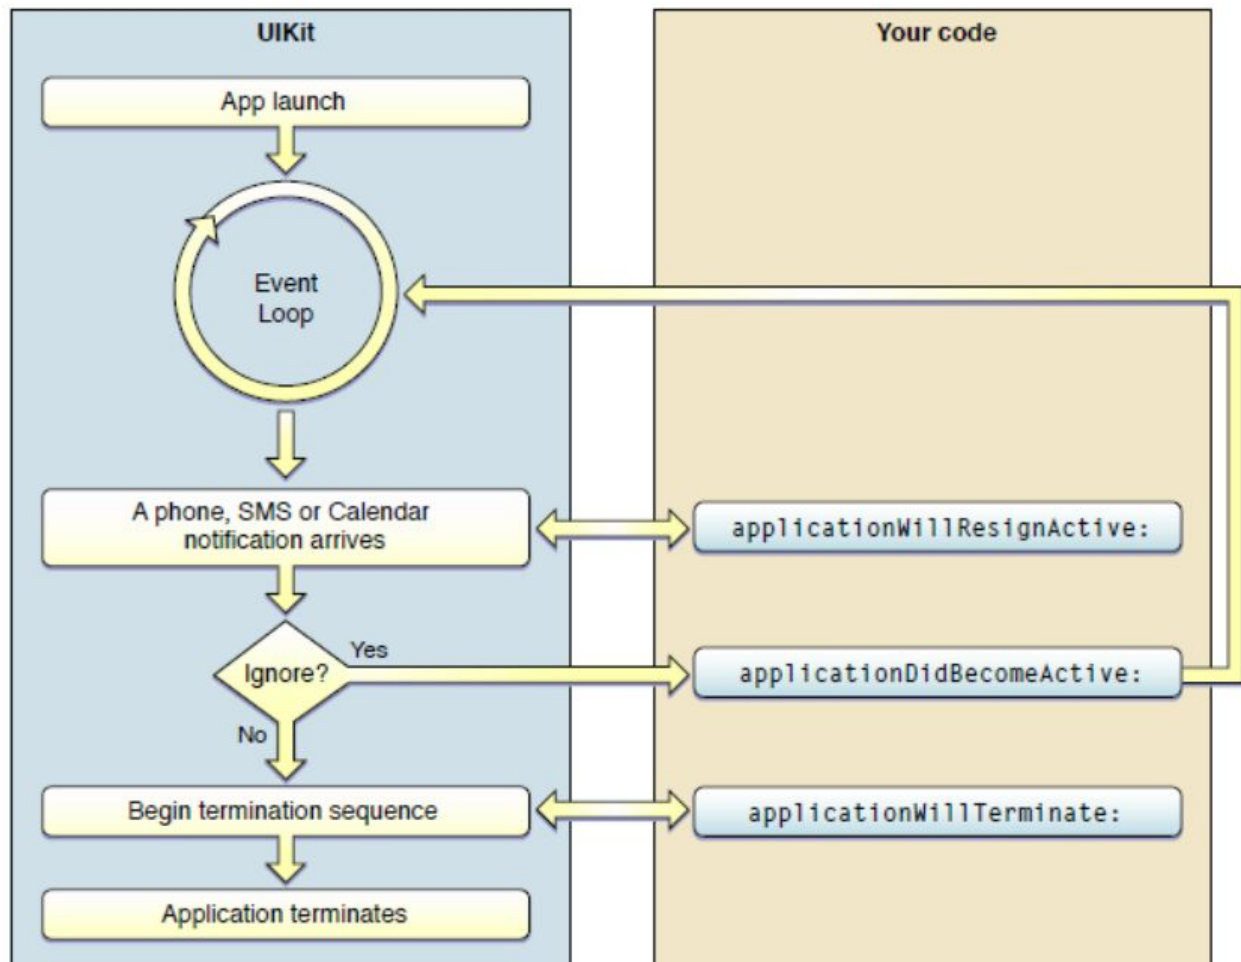 UIKit
Your code
App launch
Event
Loop
A phone, SMS or Calendar
notification arrives
applicationWillResignActive:
Ignore?
Yes
applicationDidBecomeActive:
No
Begin termination sequence
applicationWillTerminate:
Application terminates